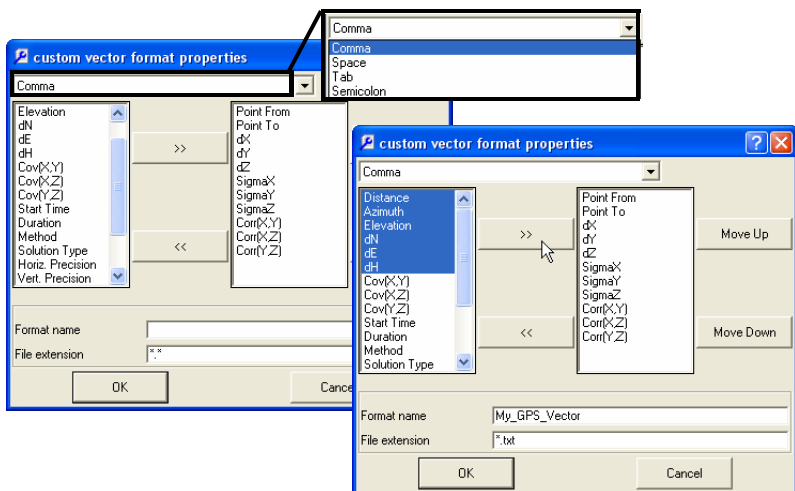 Comma
Comma
Space
Tab
Semicolon
custom vector format properties
Comma
Elevation
dN
dE
dH
Cov(X,Y)
Cov(X,Z)
Cov(Y,Z)
Start Time
Duration
Method
Solution Type
Horiz. Precision
Vert. Precision
>>
<<
Point From
Point To
dX
dY
dZ
SigmaX
SigmaY
SigmaZ
Corr(X,Y)
Corr(X,Z)
Corr(Y,Z)
Format name
File extension
*.*
OK
Cance
custom vector format properties
Comma
Distance
Azimuth
Elevation
dN
dE
dH
Cov(X,Y)
Cov(X,Z)
Cov(Y,Z)
Start Time
Duration
Method
Solution Type
>>
<<
Point From
Point To
dX
dY
dZ
SigmaX
SigmaY
SigmaZ
Corr(X,Y)
Corr(X,Z)
Corr(Y,Z)
Move Up
Move Down
Format name
My_GPS_Vector
File extension
*.txt
OK
Cancel